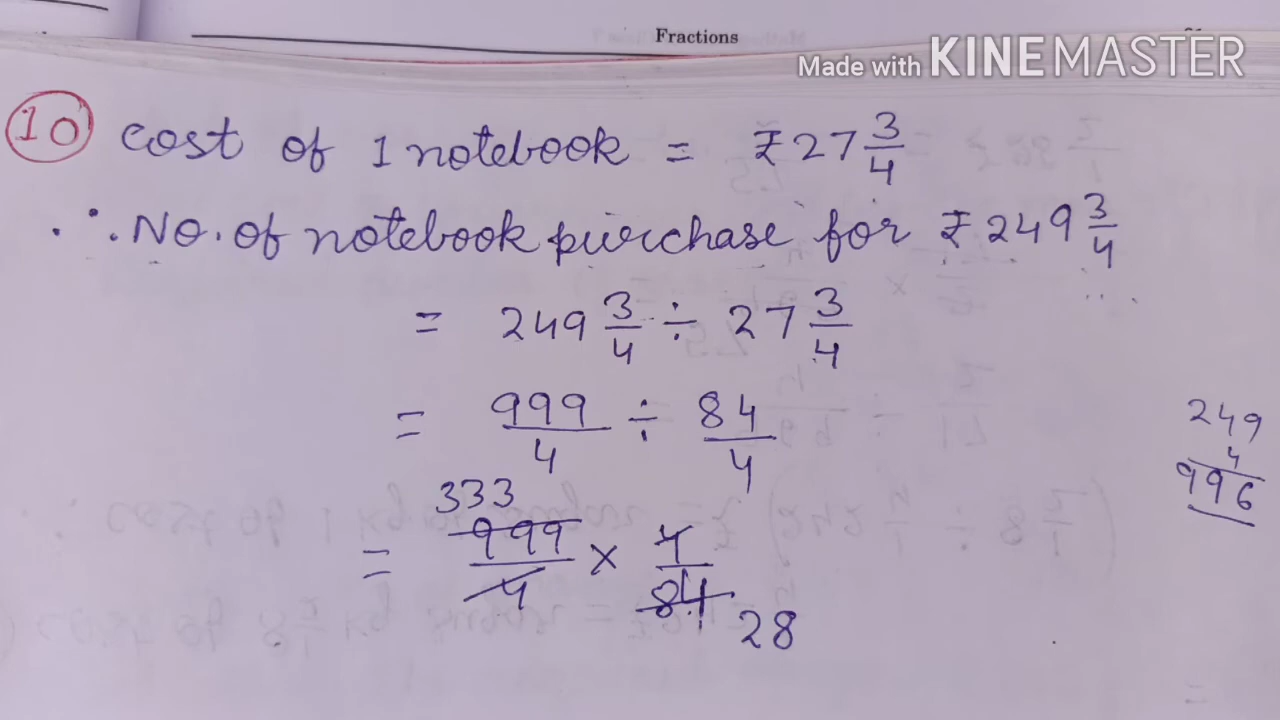 Fractions
Made with KINEMASTER
10 Cost of 1 notebook = ₹27 3/4
∴ No. of notebook purchase for ₹249 3/4
= 249 3/4 ÷ 27 3/4
= 999/4 ÷ 84/4
249
4
996
333
= 999/4 × 4/84
28